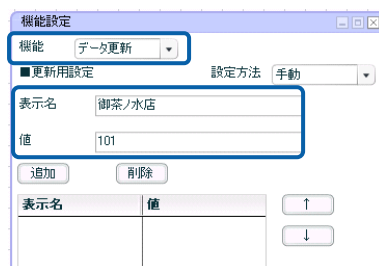 機能設定
機能 データ更新
■更新用設定 設定方法 手動
表示名 御茶ノ水店
値 101
追加 削除
表示名 値
↑
↓